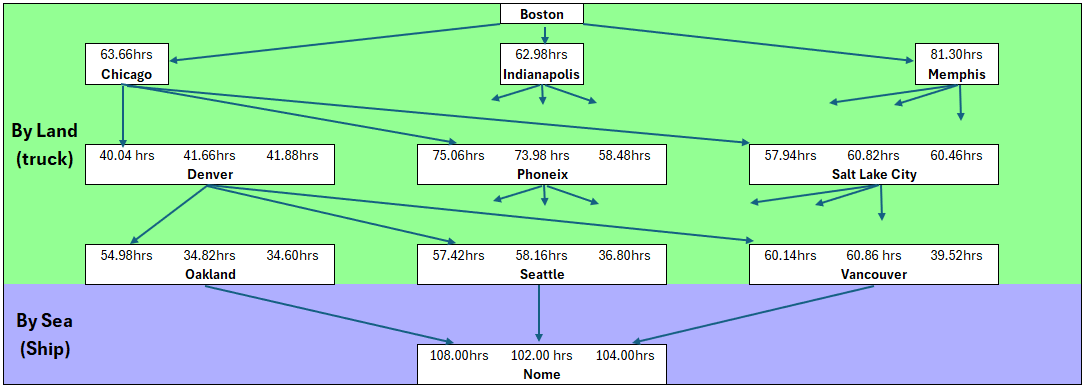 Boston
63.66hrs
Chicago
62.98hrs
Indianapolis
81.30hrs
Memphis
By Land
(truck)
40.04 hrs 41.66hrs 41.88hrs
Denver
75.06hrs 73.98 hrs 58.48hrs
Phoneix
57.94hrs 60.82hrs 60.46hrs
Salt Lake City
54.98hrs 34.82hrs 34.60hrs
Oakland
57.42hrs 58.16hrs 36.80hrs
Seattle
60.14hrs 60.86 hrs 39.52hrs
Vancouver
By Sea
(Ship)
108.00hrs 102.00 hrs 104.00hrs
Nome